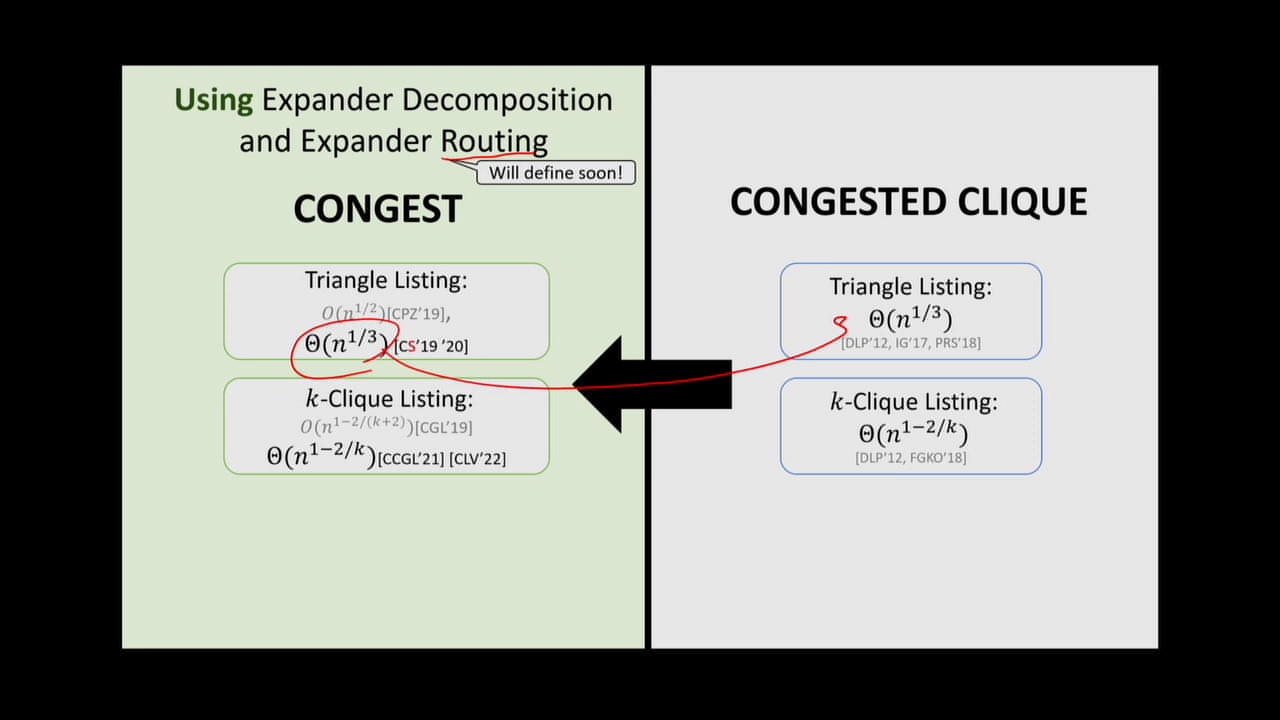 Using Expander Decomposition
and Expander Routing
Will define soon!
CONGEST
Triangle Listing:
O(n^{1/2})[CPZ'19],
Θ(n^{1/3}) [CS'19 '20]
k-Clique Listing:
O(n^{1−2/(k+2)})[CGL'19]
Θ(n^{1−2/k})[CCGL'21] [CLV'22]
CONGESTED CLIQUE
Triangle Listing:
Θ(n^{1/3})
[DLP'12, IG'17, PRS'18]
k-Clique Listing:
Θ(n^{1−2/k})
[DLP'12, FGKO'18]